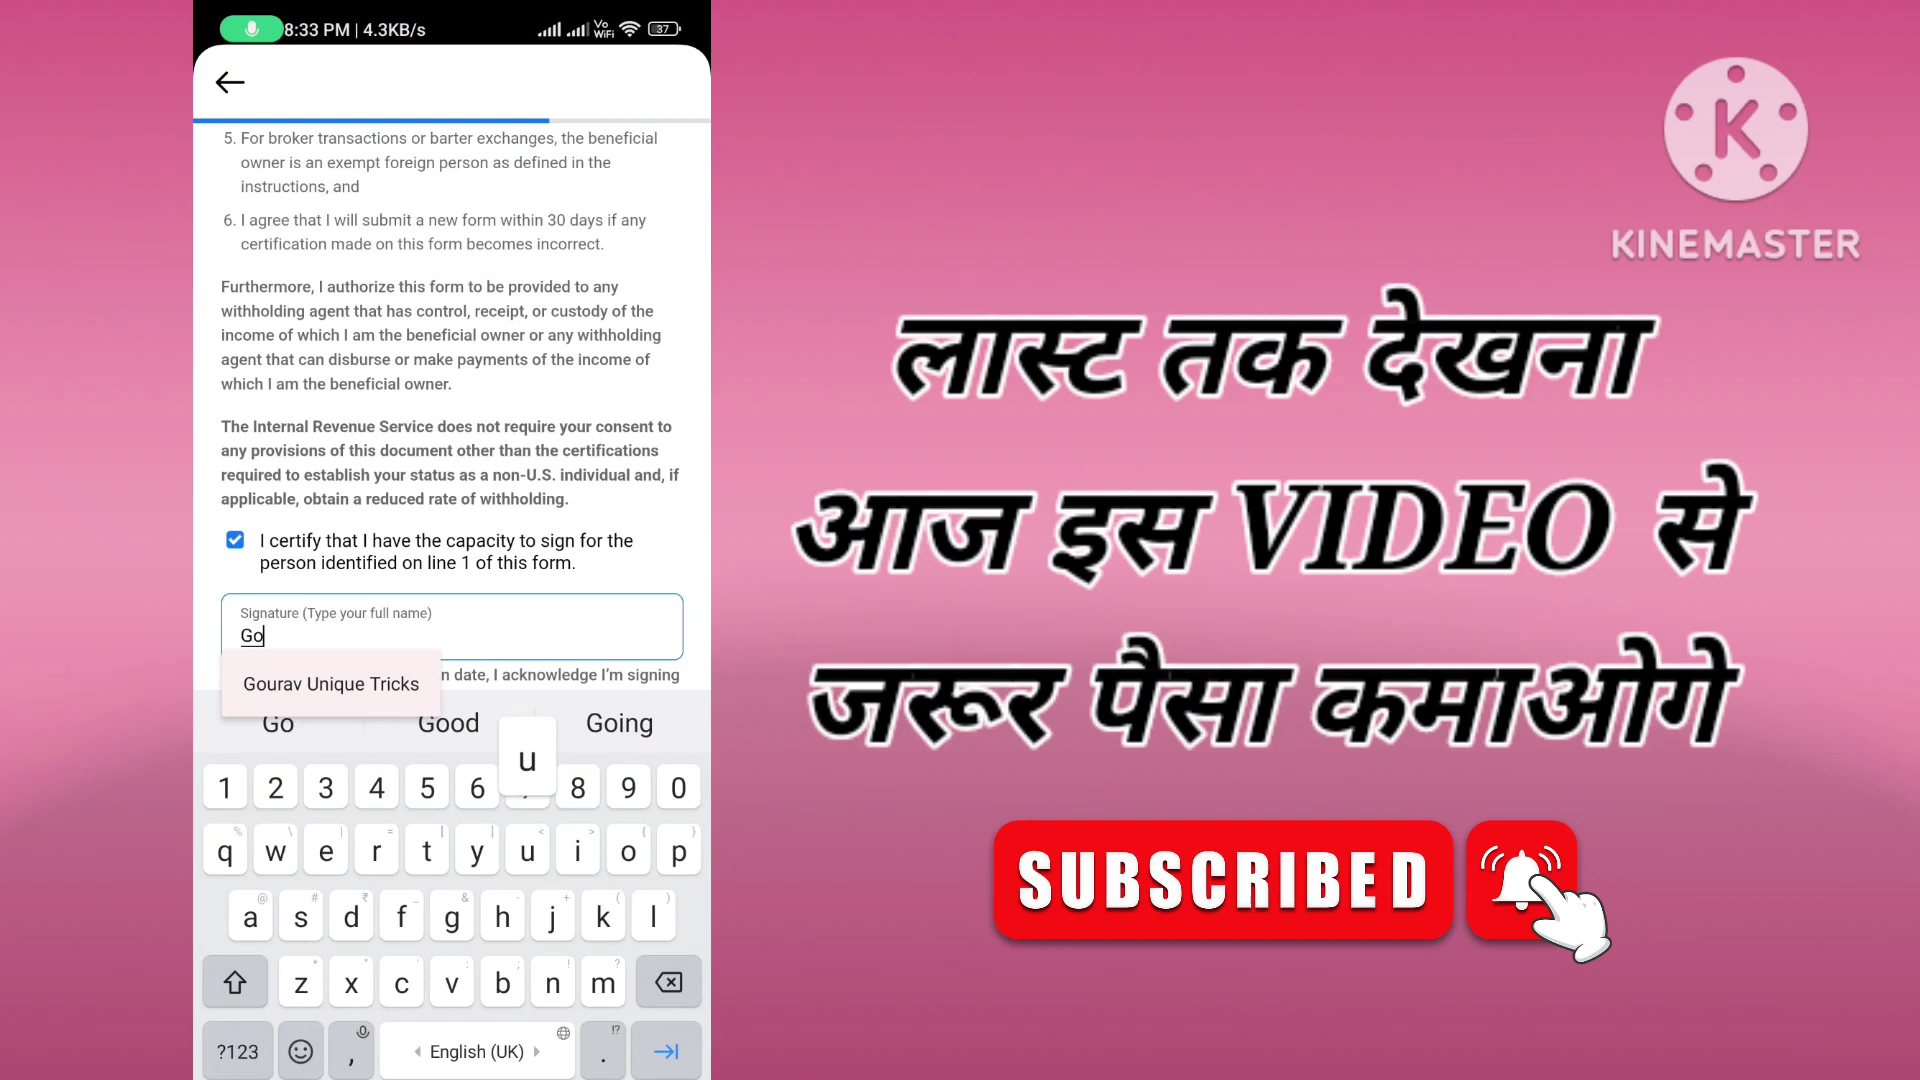 8:33 PM | 4.3KB/s
Vo WiFi
37
5. For broker transactions or barter exchanges, the beneficial
owner is an exempt foreign person as defined in the
instructions, and
6. I agree that I will submit a new form within 30 days if any
certification made on this form becomes incorrect.
Furthermore, I authorize this form to be provided to any
withholding agent that has control, receipt, or custody of the
income of which I am the beneficial owner or any withholding
agent that can disburse or make payments of the income of
which I am the beneficial owner.
The Internal Revenue Service does not require your consent to
any provisions of this document other than the certifications
required to establish your status as a non-U.S. individual and, if
applicable, obtain a reduced rate of withholding.
I certify that I have the capacity to sign for the
person identified on line 1 of this form.
Signature (Type your full name)
Go
n date, I acknowledge I'm signing
Gourav Unique Tricks
Go Good Going
u
1 2 3 4 5 6 8 9 0
% \ | = [ ] < > { }
q w e r t y u i o p
@ # ₹ _ & - + ( )
a s d f g h j k l
* " ' : ; ! ?
z x c v b n m
?123 , English (UK) . !?
K
KINEMASTER
लास्ट तक देखना
आज इस VIDEO से
जरूर पैसा कमाओगे
SUBSCRIBED